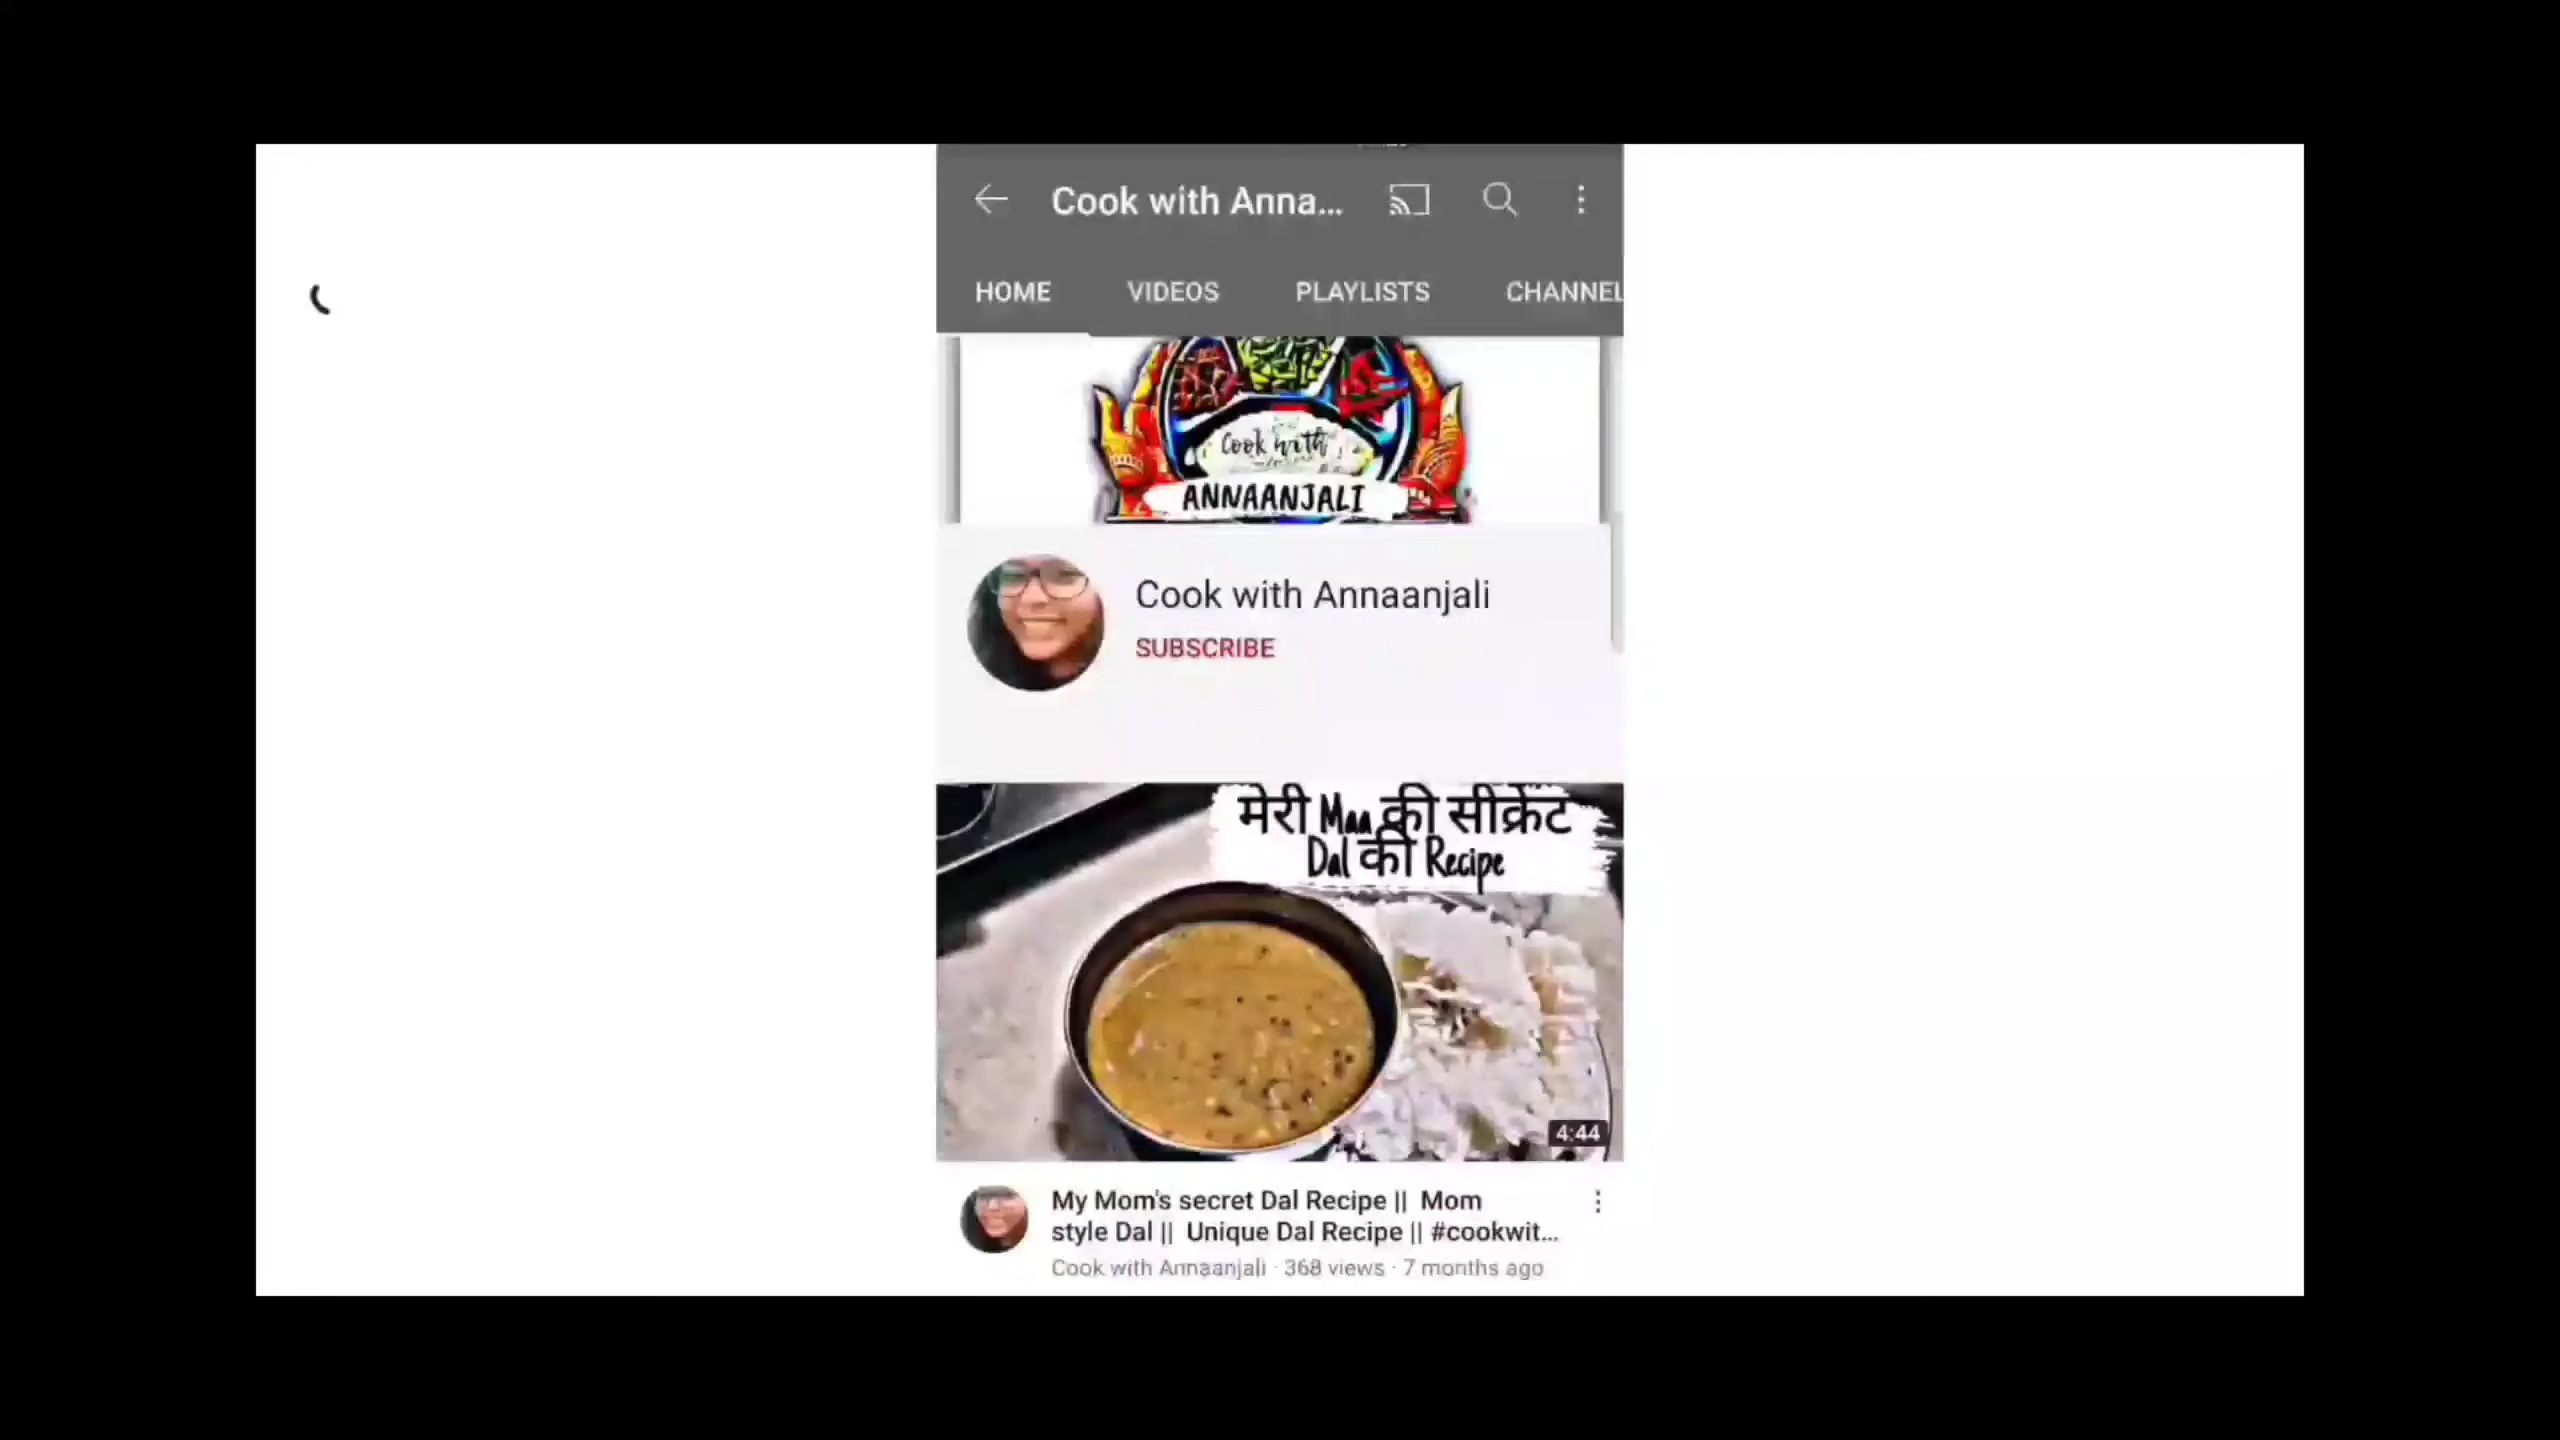 Cook with Anna...
HOME VIDEOS PLAYLISTS CHANNEL
Cook with
ANNAANJALI
Cook with Annaanjali
SUBSCRIBE
मेरी Maa की सीक्रेट
Dal की Recipe
4:44
My Mom's secret Dal Recipe || Mom
style Dal || Unique Dal Recipe || #cookwit...
Cook with Annaanjali · 368 views · 7 months ago